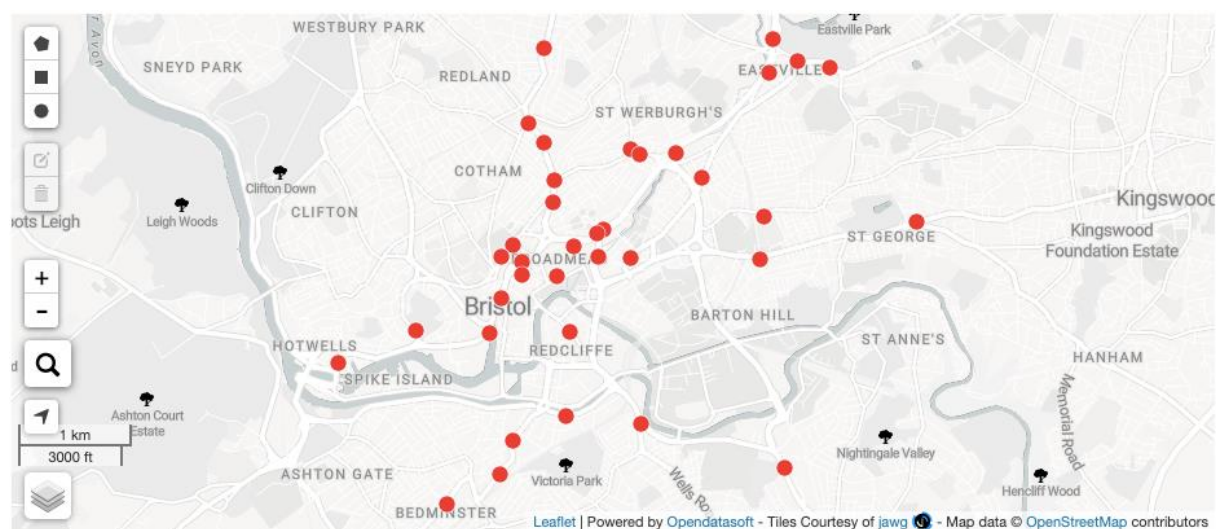 WESTBURY PARK
Eastville Park
Avon
SNEYD PARK
REDLAND
ST WERBURGH'S
COTHAM
Clifton Down
Leigh Woods
CLIFTON
oots Leigh
Kingswood
Kingswood
Foundation Estate
ST GEORGE
+
-
Bristol
BARTON HILL
ST ANNE'S
HOTWELLS
REDCLIFFE
HANHAM
SPIKE ISLAND
Memorial Road
Ashton Court
Estate
1 km
3000 ft
ASHTON GATE
Victoria Park
Wells Ro
Nightingale Valley
Hencliff Wood
BEDMINSTER
Leaflet | Powered by Opendatasoft - Tiles Courtesy of jawg - Map data © OpenStreetMap contributors